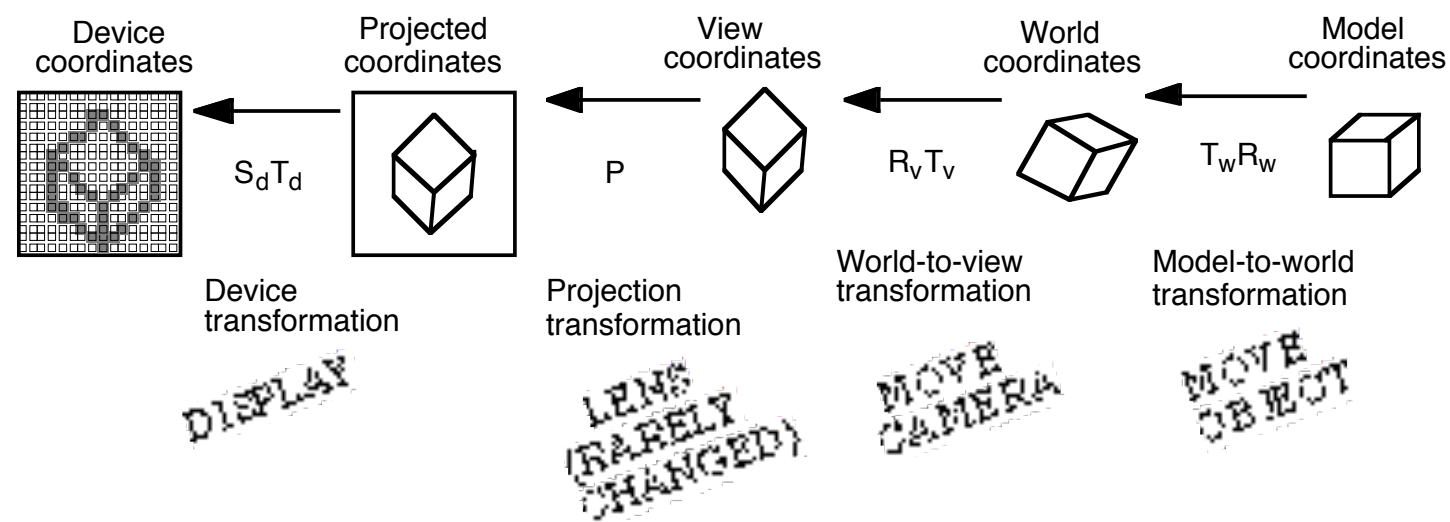 Device
coordinates
Projected
coordinates
View
coordinates
World
coordinates
Model
coordinates
SdTd
P
RvTv
TwRw
Device
transformation
Projection
transformation
World-to-view
transformation
Model-to-world
transformation
DISPLAY
LENS
(RARELY
CHANGED)
MOVE
CAMERA
MOVE
OBJECT